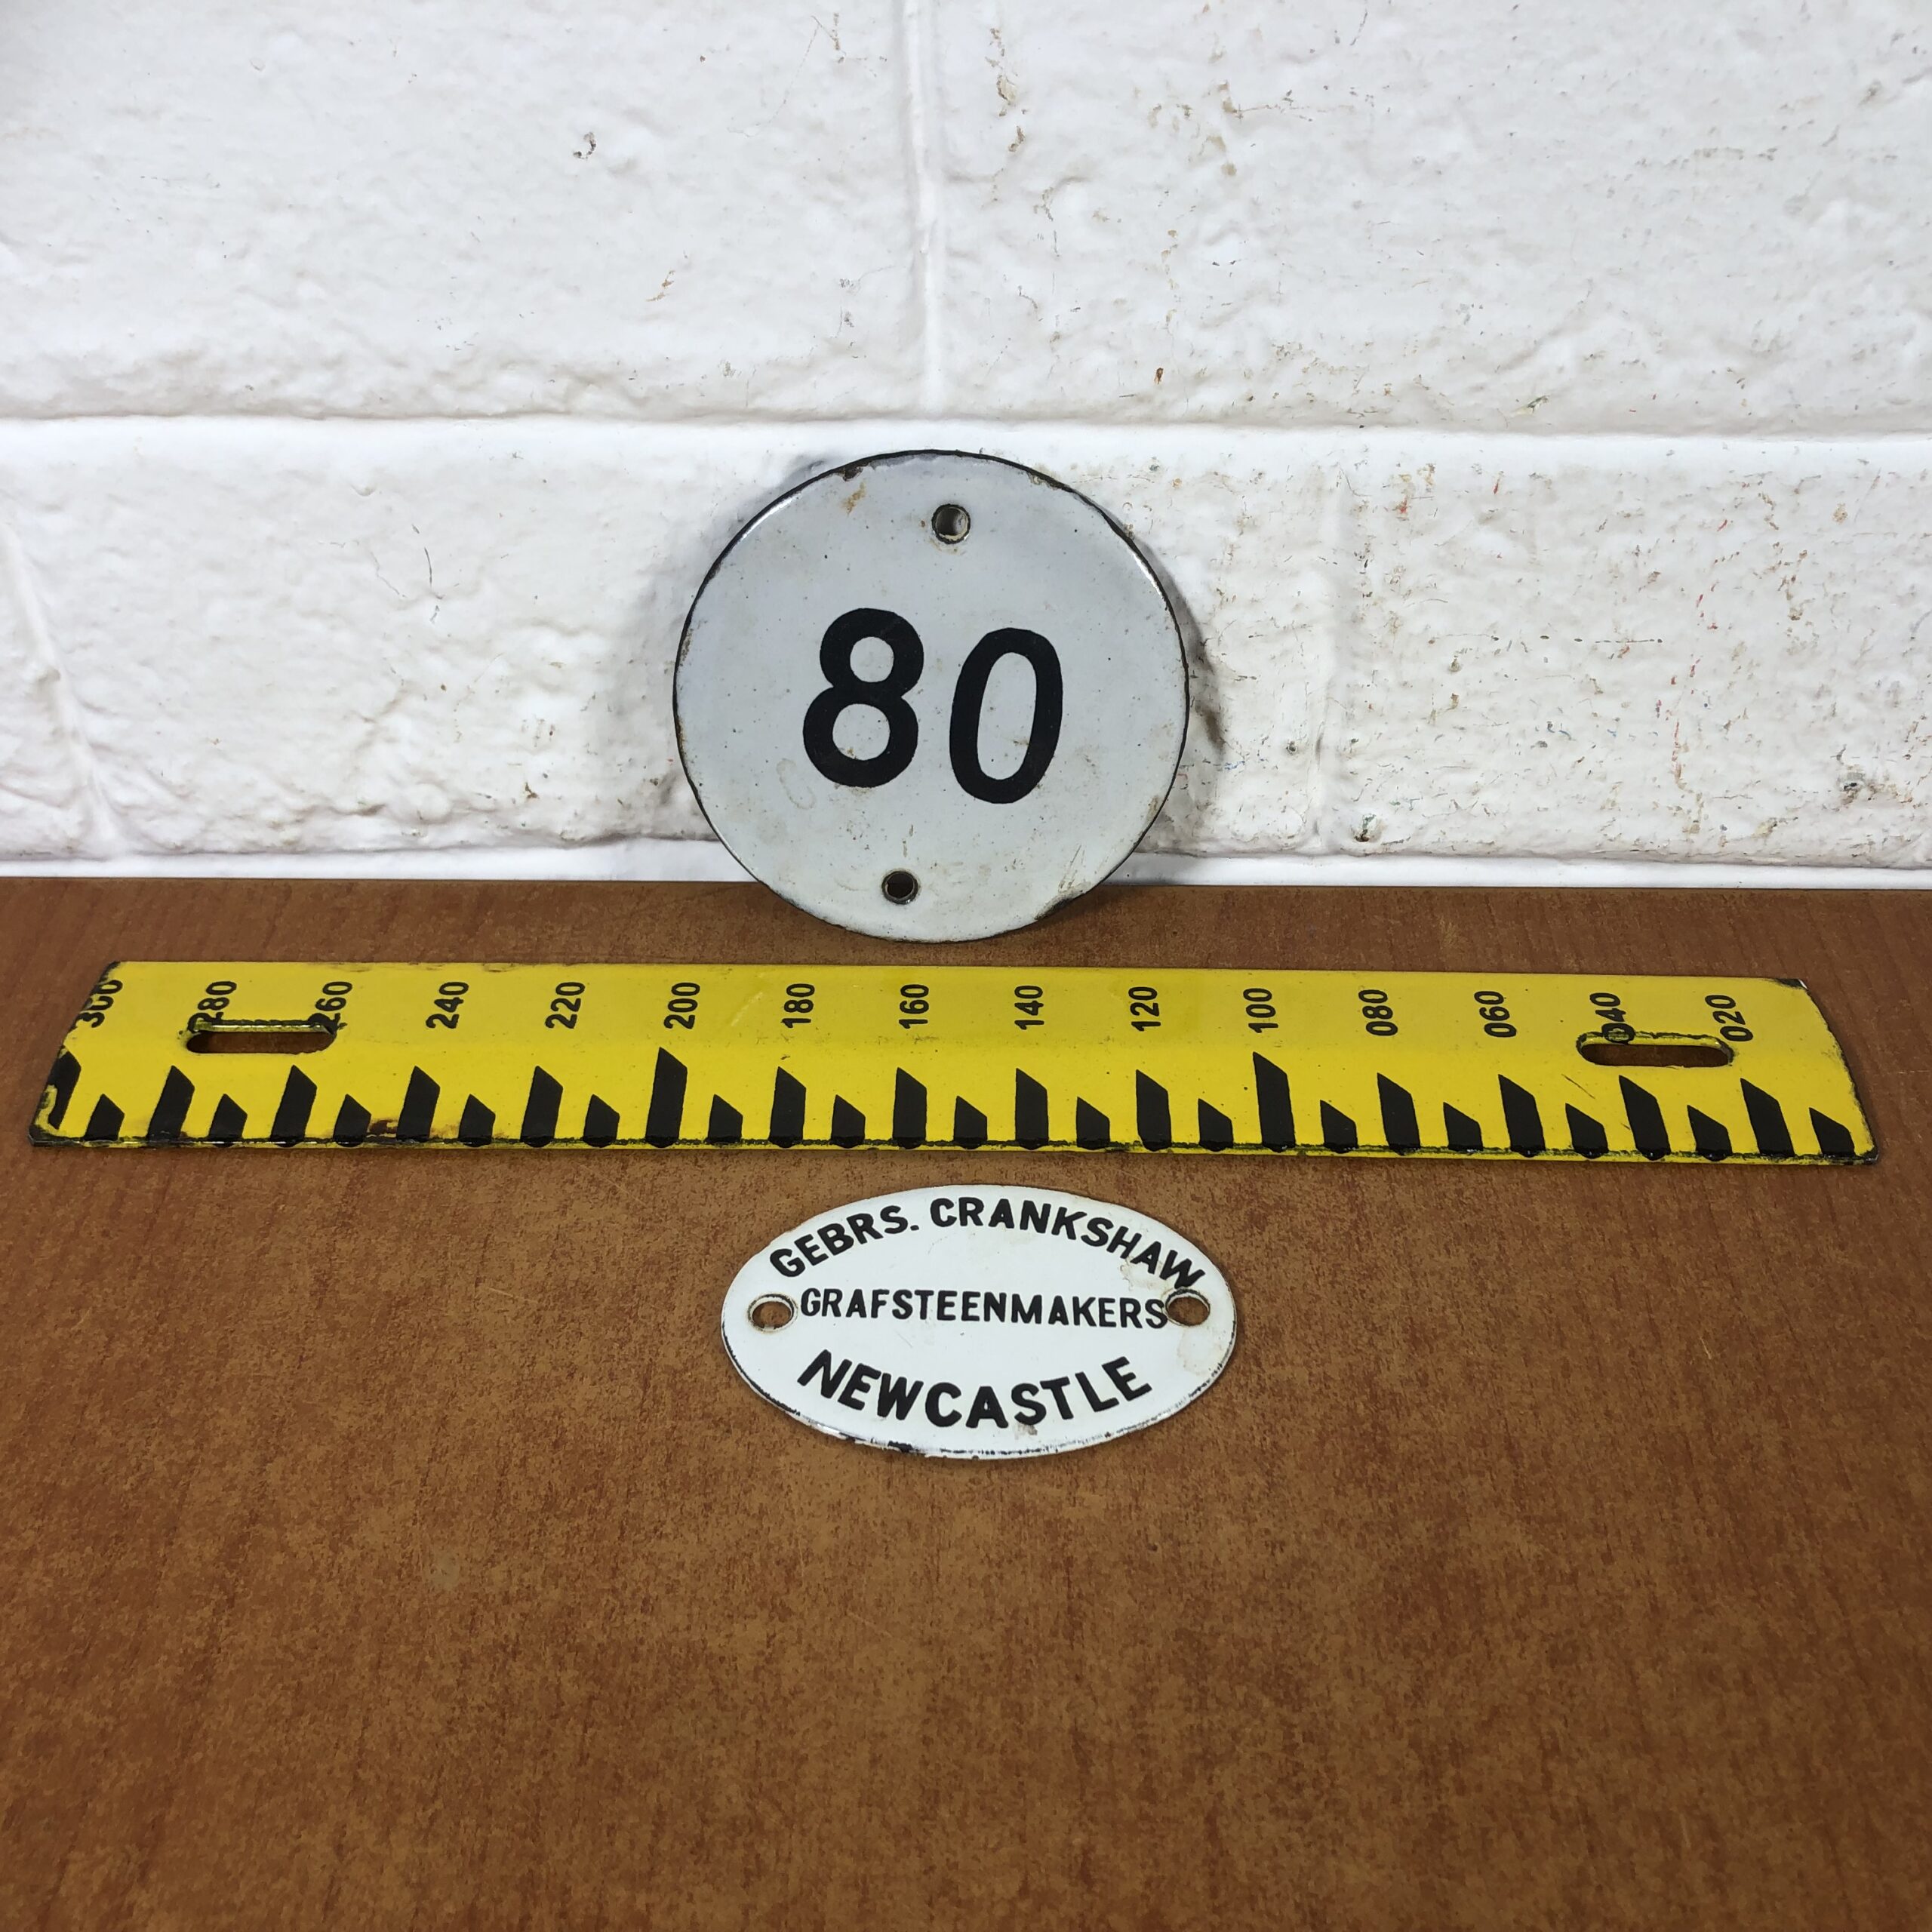 80
300 280 260 240 220 200 180 160 140 120 100 080 060 040 020
GEBRS. CRANKSHAW
GRAFSTEENMAKERS
NEWCASTLE